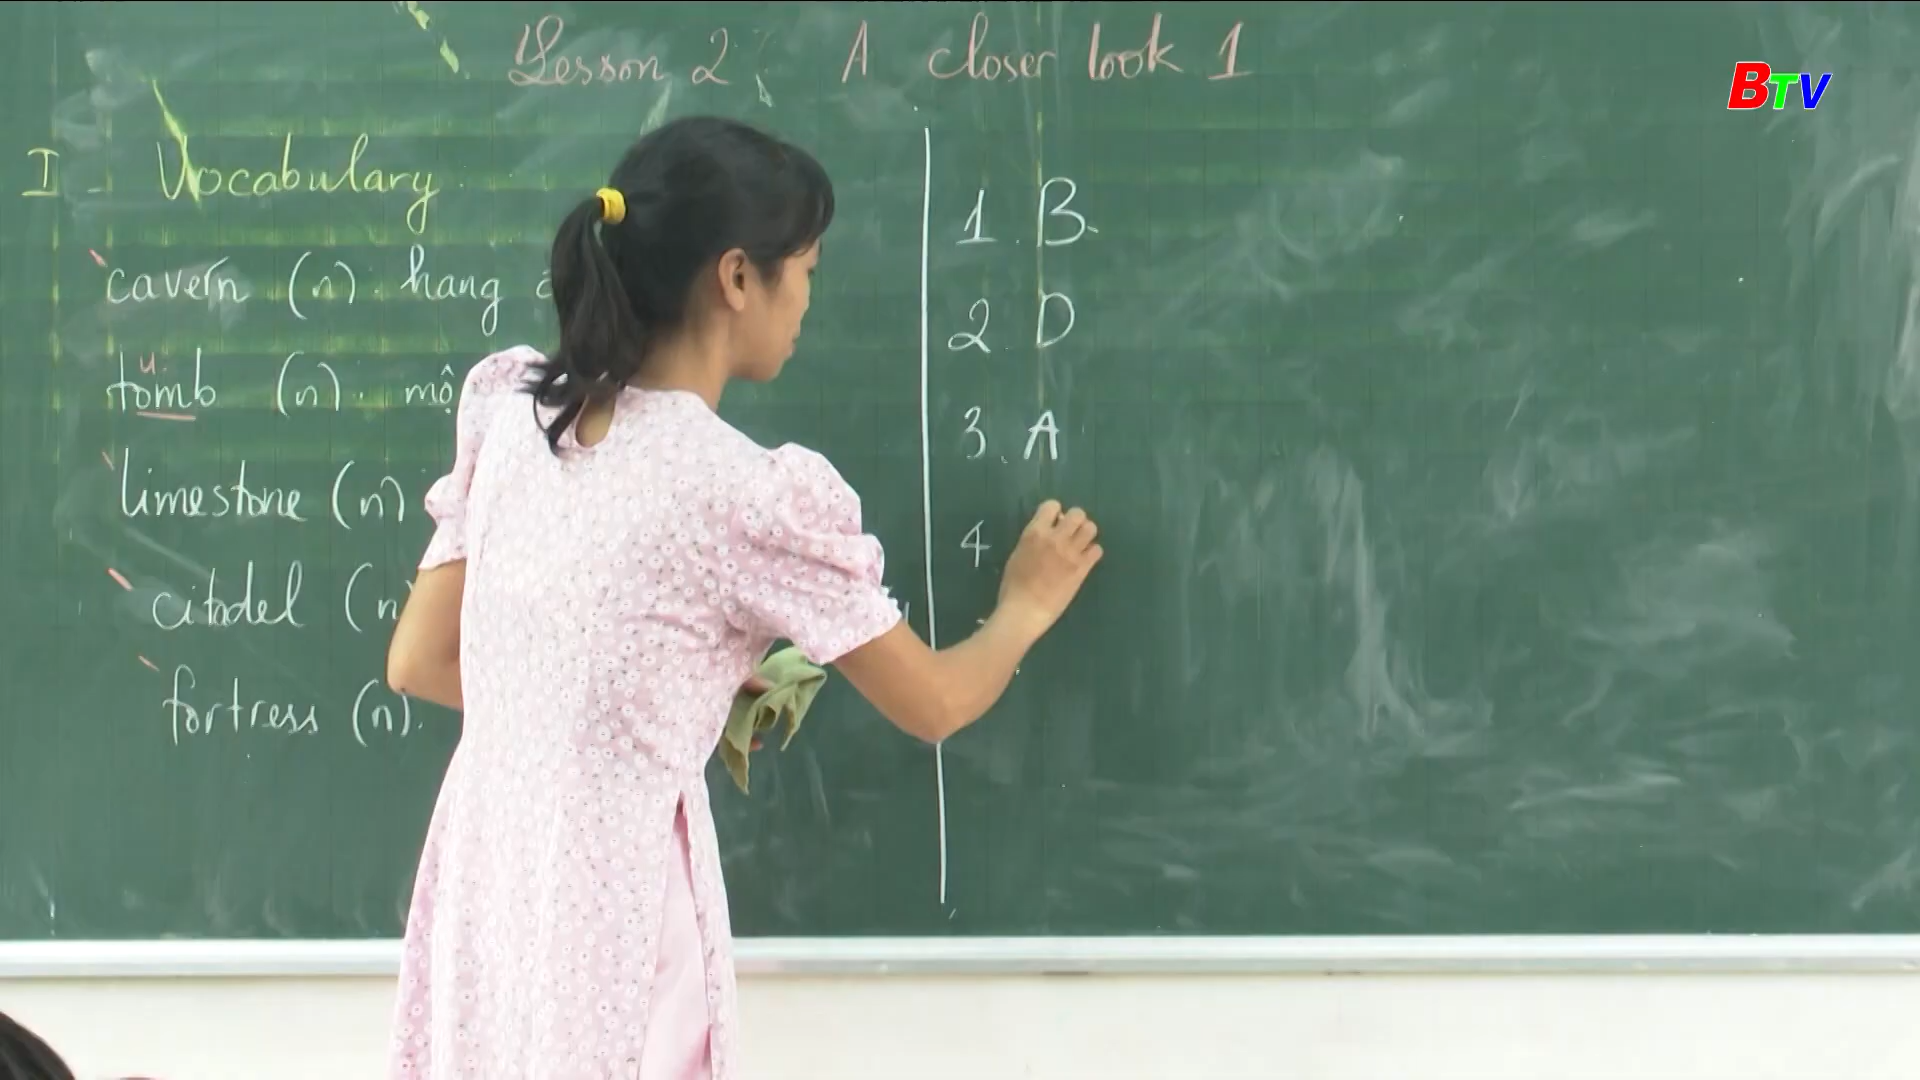 Lesson 2: A closer look 1
BTV
I - Vocabulary
cavern (n). hang
u.
tomb (n). mộ
limestone (n)
citadel (n)
fortress (n).
1. B
2. D
3. A
4